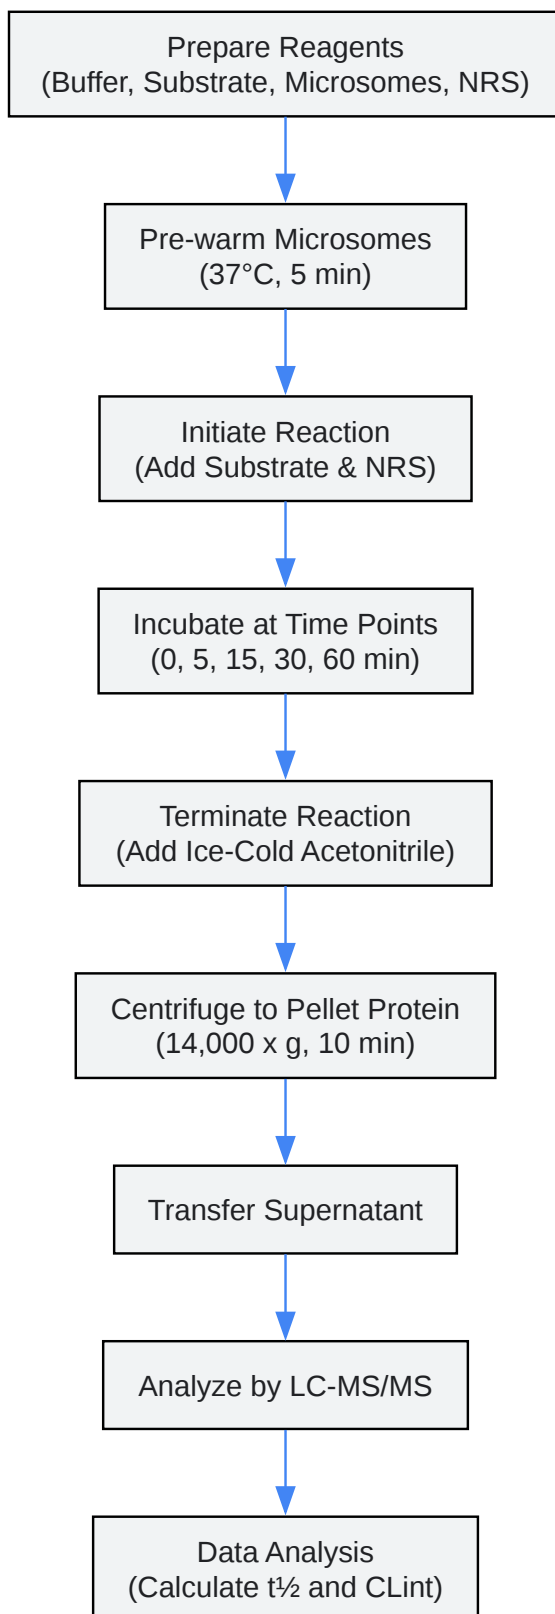 Prepare Reagents
(Buffer, Substrate, Microsomes, NRS)
Pre-warm Microsomes
(37°C, 5 min)
Initiate Reaction
(Add Substrate & NRS)
Incubate at Time Points
(0, 5, 15, 30, 60 min)
Terminate Reaction
(Add Ice-Cold Acetonitrile)
Centrifuge to Pellet Protein
(14,000 x g, 10 min)
Transfer Supernatant
Analyze by LC-MS/MS
Data Analysis
(Calculate t½ and CLint)